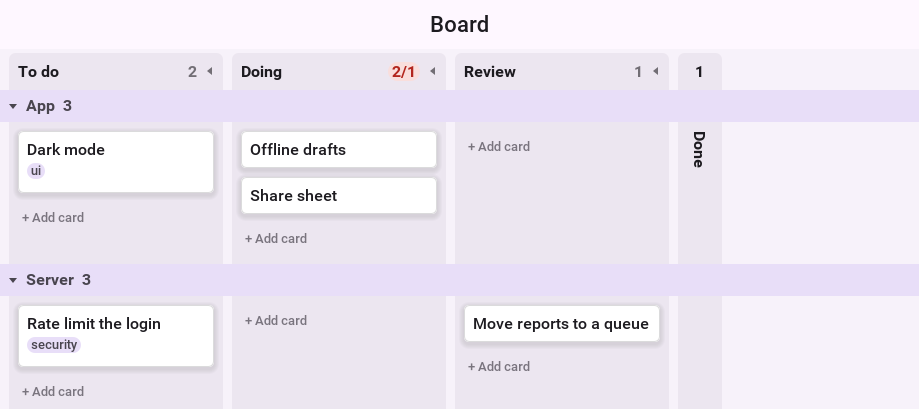 Board
To do 2
Doing 2/1
Review 1
1
App 3
Dark mode
ui
+ Add card
Offline drafts
Share sheet
+ Add card
+ Add card
Done
Server 3
Rate limit the login
security
+ Add card
+ Add card
Move reports to a queue
+ Add card